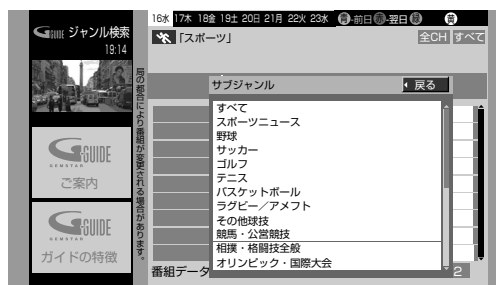 G GUIDE ジャンル検索
19:14
局の都合により番組が変更される場合があります。
G-GUIDE
GEMSTAR
ご案内
G-GUIDE
GEMSTAR
ガイドの特徴
16水 17木 18金 19土 20日 21月 22火 23水 青-前日 赤-翌日 緑 黄
「スポーツ」 全CH すべて
サブジャンル 戻る
すべて
スポーツニュース
野球
サッカー
ゴルフ
テニス
バスケットボール
ラグビー／アメフト
その他球技
競馬・公営競技
相撲・格闘技全般
オリンピック・国際大会
番組データ 2